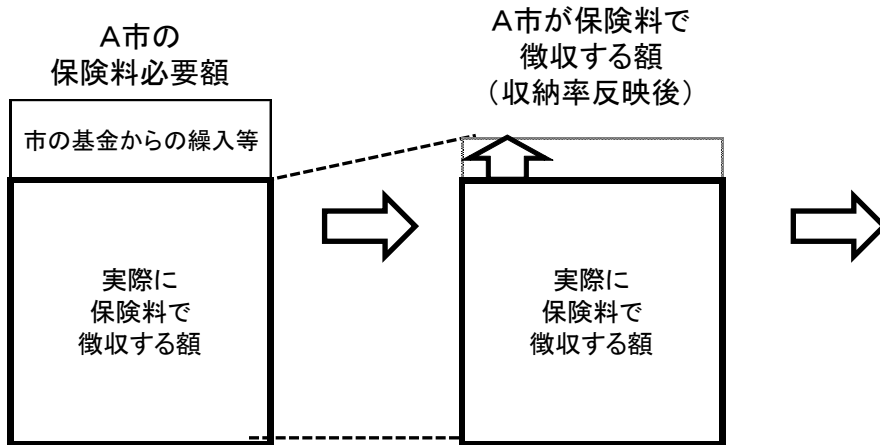 A市の
保険料必要額
市の基金からの繰入等
実際に
保険料で
徴収する額
A市が保険料で
徴収する額
(収納率反映後)
実際に
保険料で
徴収する額